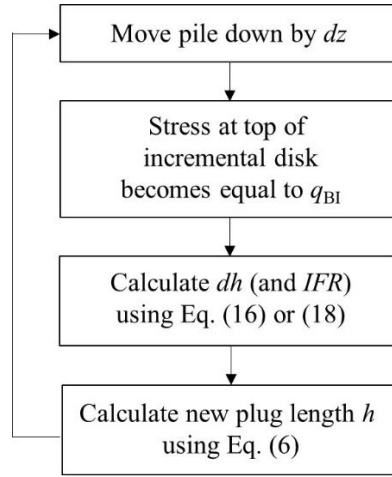 Move pile down by dz
Stress at top of
incremental disk
becomes equal to qBI
Calculate dh (and IFR)
using Eq. (16) or (18)
Calculate new plug length h
using Eq. (6)